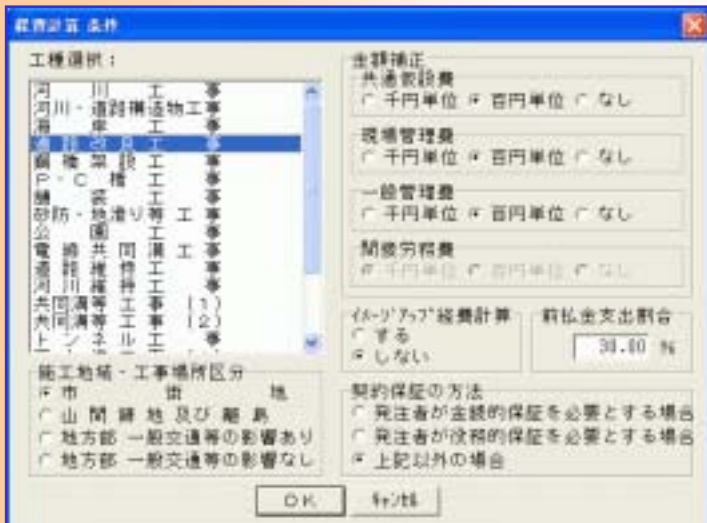 経費計算 条件
工種選択：
河 川 工 事
河川・道路構造物工事
海 岸 工 事
道 路 改 良 工 事
鋼 橋 架 設 工 事
P・C 橋 工 事
舗 装 工 事
砂防・地滑り等 工 事
公 園 工 事
電 線 共 同 溝 工 事
道 路 維 持 工 事
河 川 維 持 工 事
共同溝等 工 事 (1)
共同溝等 工 事 (2)
ト ン ネ ル 工 事
施工地域・工事場所区分
市 街 地
山 間 僻 地 及 び 離 島
地方部 一般交通等の影響あり
地方部 一般交通等の影響なし
金額補正
共通仮設費
千円単位 百円単位 なし
現場管理費
千円単位 百円単位 なし
一般管理費
千円単位 百円単位 なし
間接労務費
千円単位 百円単位 なし
ｲﾒｰｼﾞｱｯﾌﾟ経費計算
する
しない
前払金支出割合
30.00 %
契約保証の方法
発注者が金銭的保証を必要とする場合
発注者が役務的保証を必要とする場合
上記以外の場合
OK
ｷｬﾝｾﾙ